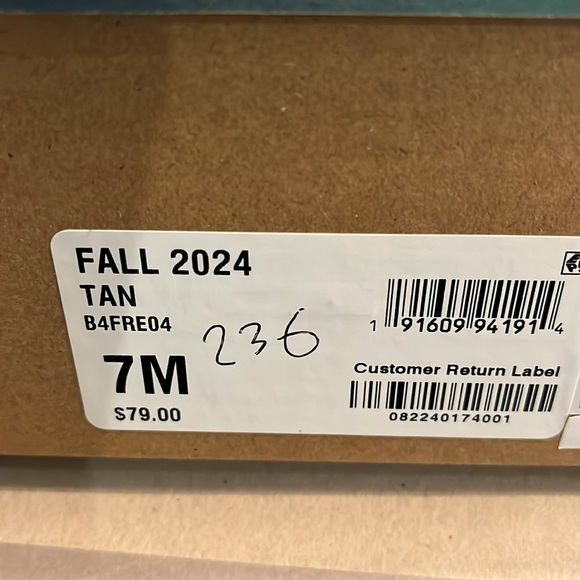 FALL 2024
TAN
B4FRE04
236
7M
$79.00
1 91609 94191 4
Customer Return Label
082240174001